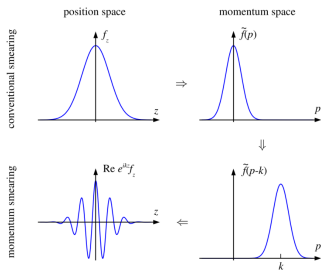 position space
momentum space
conventional smearing
f_z
z
⇒
f̃(p)
p
⇓
momentum smearing
Re e^{ikz} f_z
z
⇐
f̃(p-k)
k
p